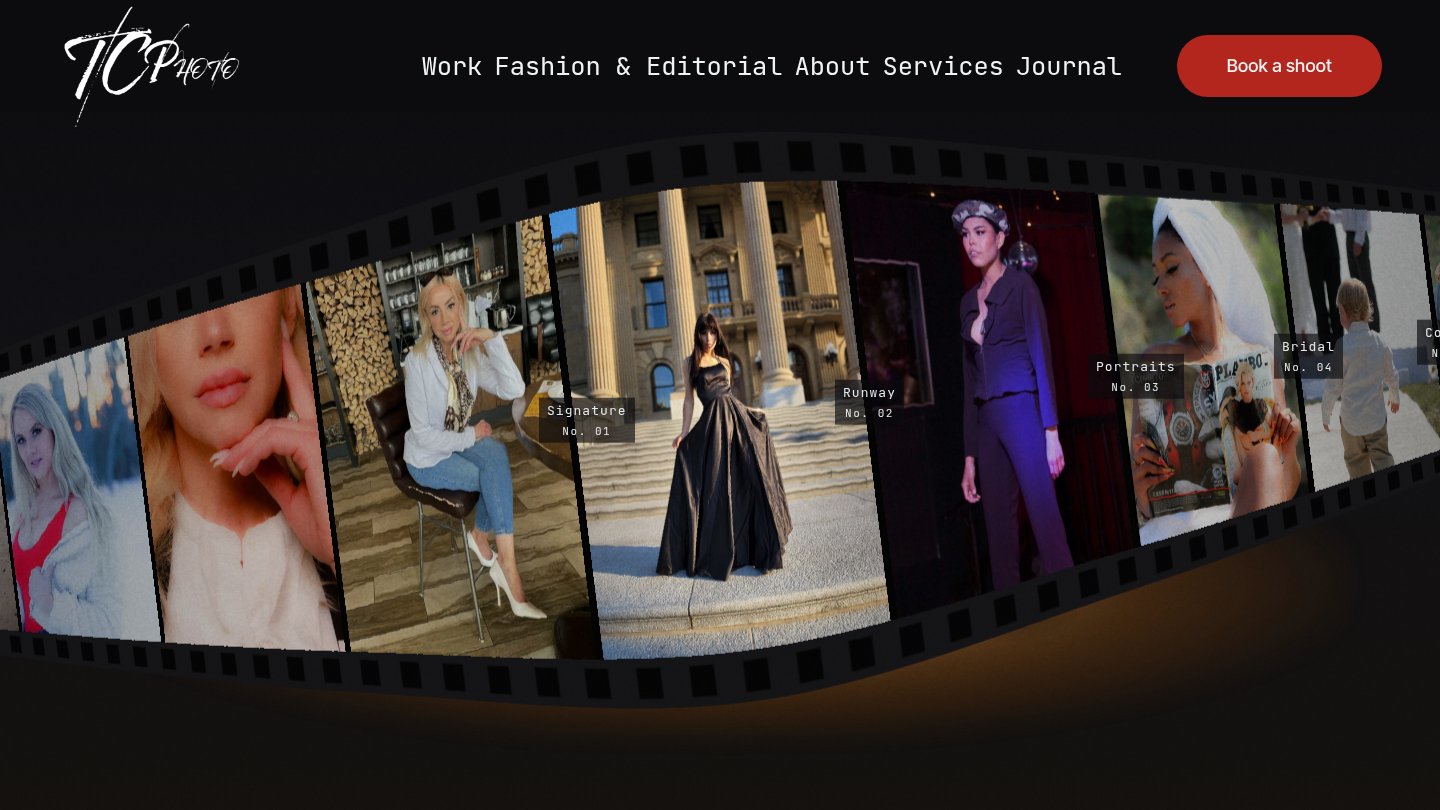 TCPHOTO
Work Fashion & Editorial About Services Journal
Book a shoot
Signature
No. 01
Runway
No. 02
Portraits
No. 03
Bridal
No. 04
PLAYBO